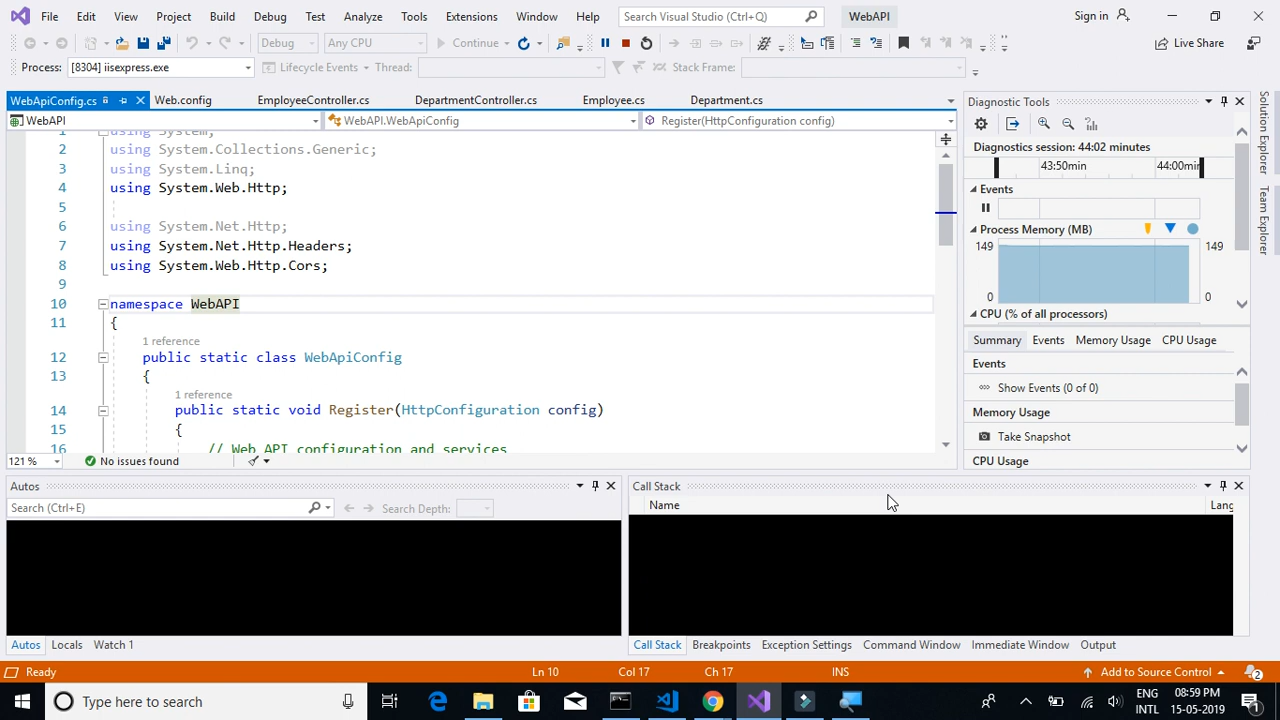 File Edit View Project Build Debug Test Analyze Tools Extensions Window Help Search Visual Studio (Ctrl+Q) WebAPI Sign in
Debug Any CPU Continue Live Share
Process: [8304] iisexpress.exe Lifecycle Events Thread: Stack Frame:
WebApiConfig.cs Web.config EmployeeController.cs DepartmentController.cs Employee.cs Department.cs
WebAPI WebAPI.WebApiConfig Register(HttpConfiguration config)
1 using System;
2 using System.Collections.Generic;
3 using System.Linq;
4 using System.Web.Http;
5
6 using System.Net.Http;
7 using System.Net.Http.Headers;
8 using System.Web.Http.Cors;
9
10 namespace WebAPI
11 {
1 reference
12 public static class WebApiConfig
13 {
1 reference
14 public static void Register(HttpConfiguration config)
15 {
16 // Web API configuration and services
121 % No issues found
Diagnostic Tools
Diagnostics session: 44:02 minutes
43:50min 44:00min
Events
Process Memory (MB)
149 149
0 0
CPU (% of all processors)
Summary Events Memory Usage CPU Usage
Events
Show Events (0 of 0)
Memory Usage
Take Snapshot
CPU Usage
Solution Explorer
Team Explorer
Autos
Search (Ctrl+E) Search Depth:
Autos Locals Watch 1
Call Stack
Name Lang
Call Stack Breakpoints Exception Settings Command Window Immediate Window Output
Ready Ln 10 Col 17 Ch 17 INS Add to Source Control 2
Type here to search
ENG
INTL
08:59 PM
15-05-2019
1